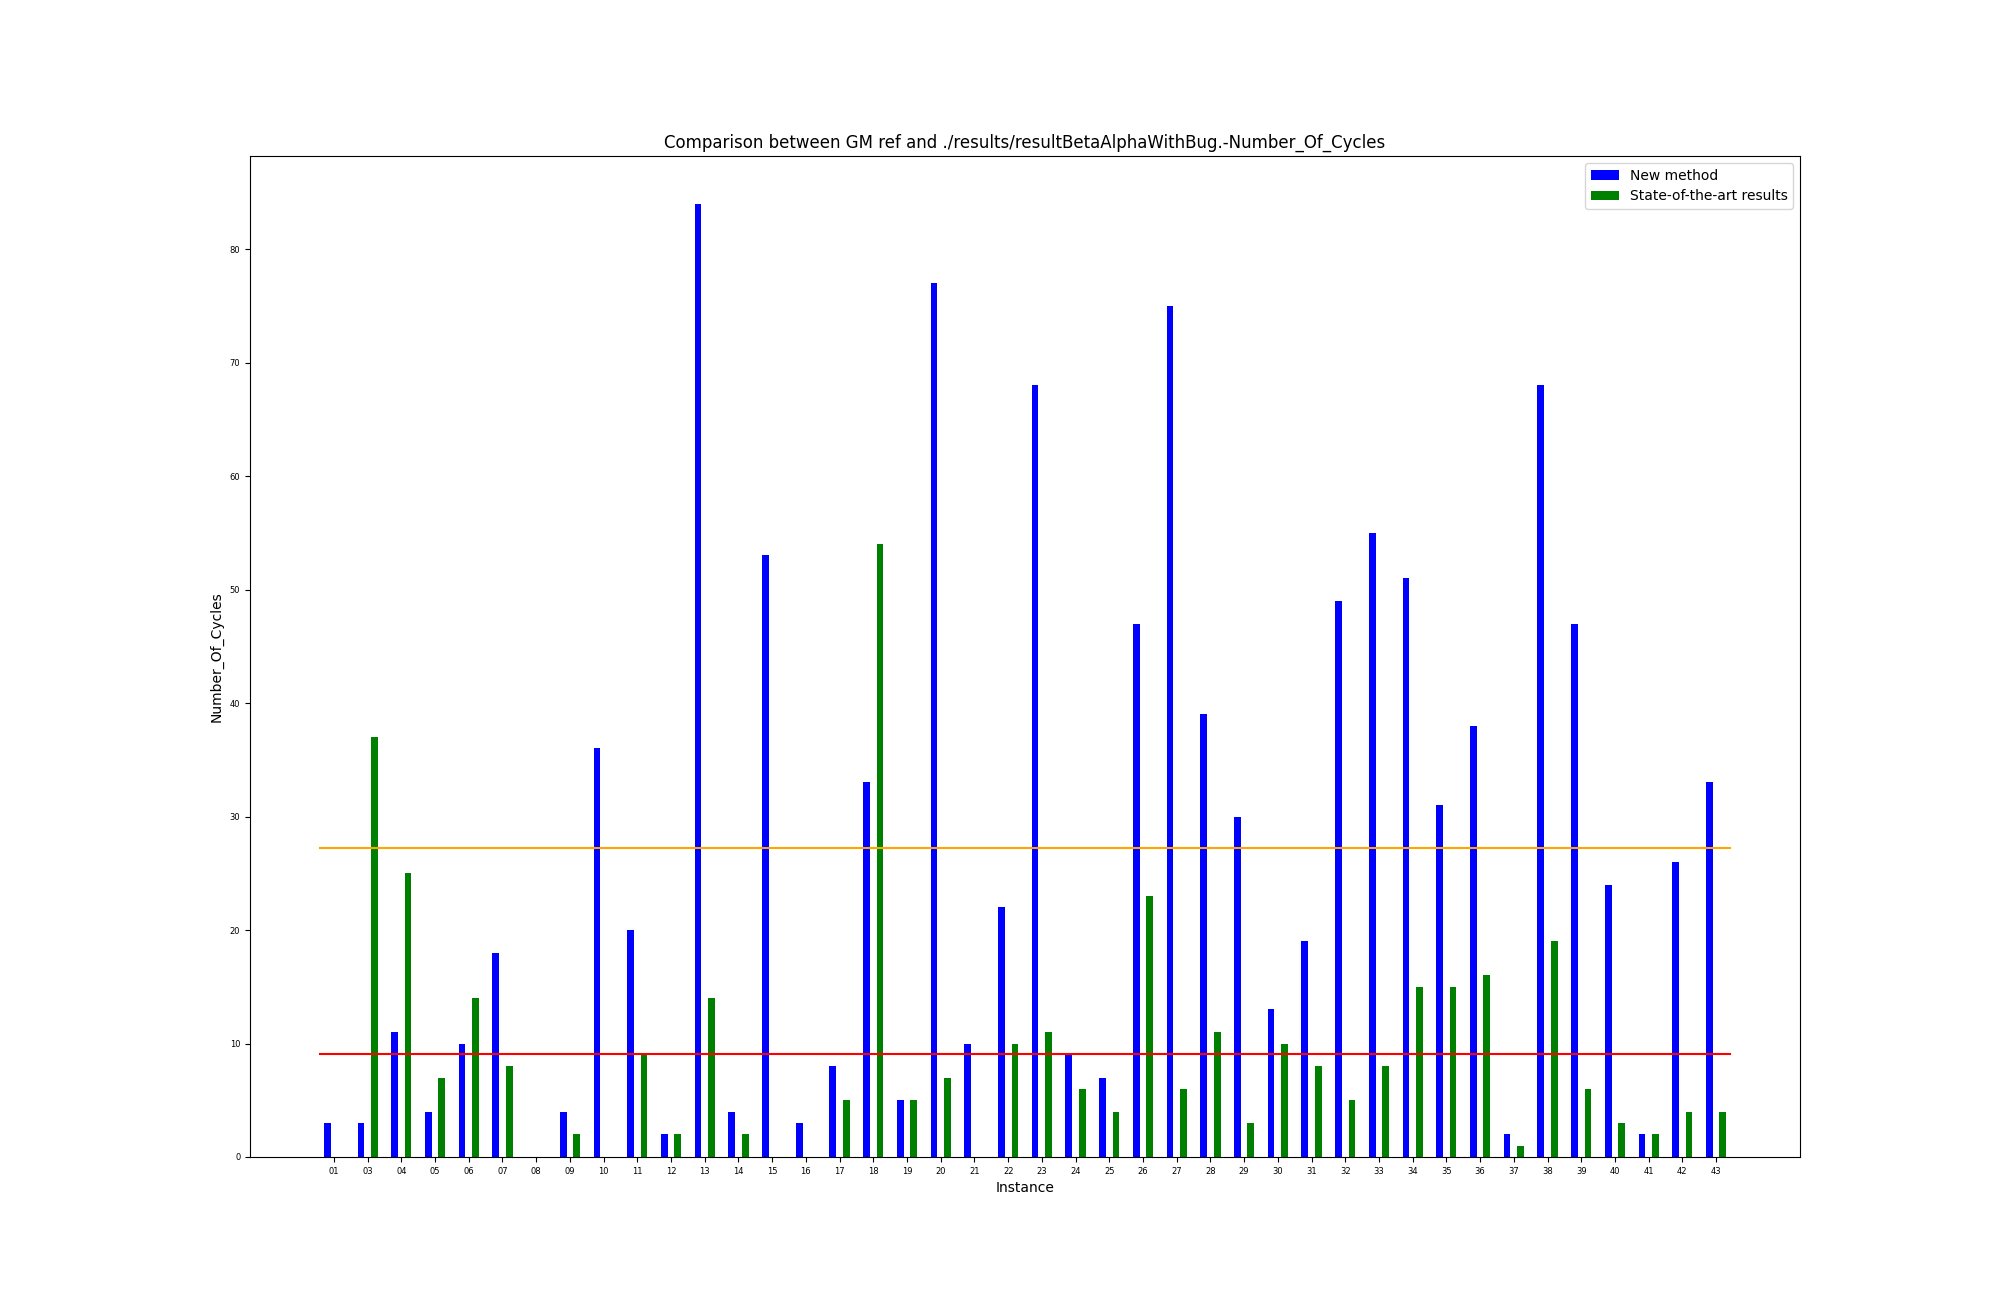 Comparison between GM ref and ./results/resultBetaAlphaWithBug.-Number_Of_Cycles
New method
State-of-the-art results
80
70
60
50
40
30
20
10
0
Number_Of_Cycles
01 03 04 05 06 07 08 09 10 11 12 13 14 15 16 17 18 19 20 21 22 23 24 25 26 27 28 29 30 31 32 33 34 35 36 37 38 39 40 41 42 43
Instance